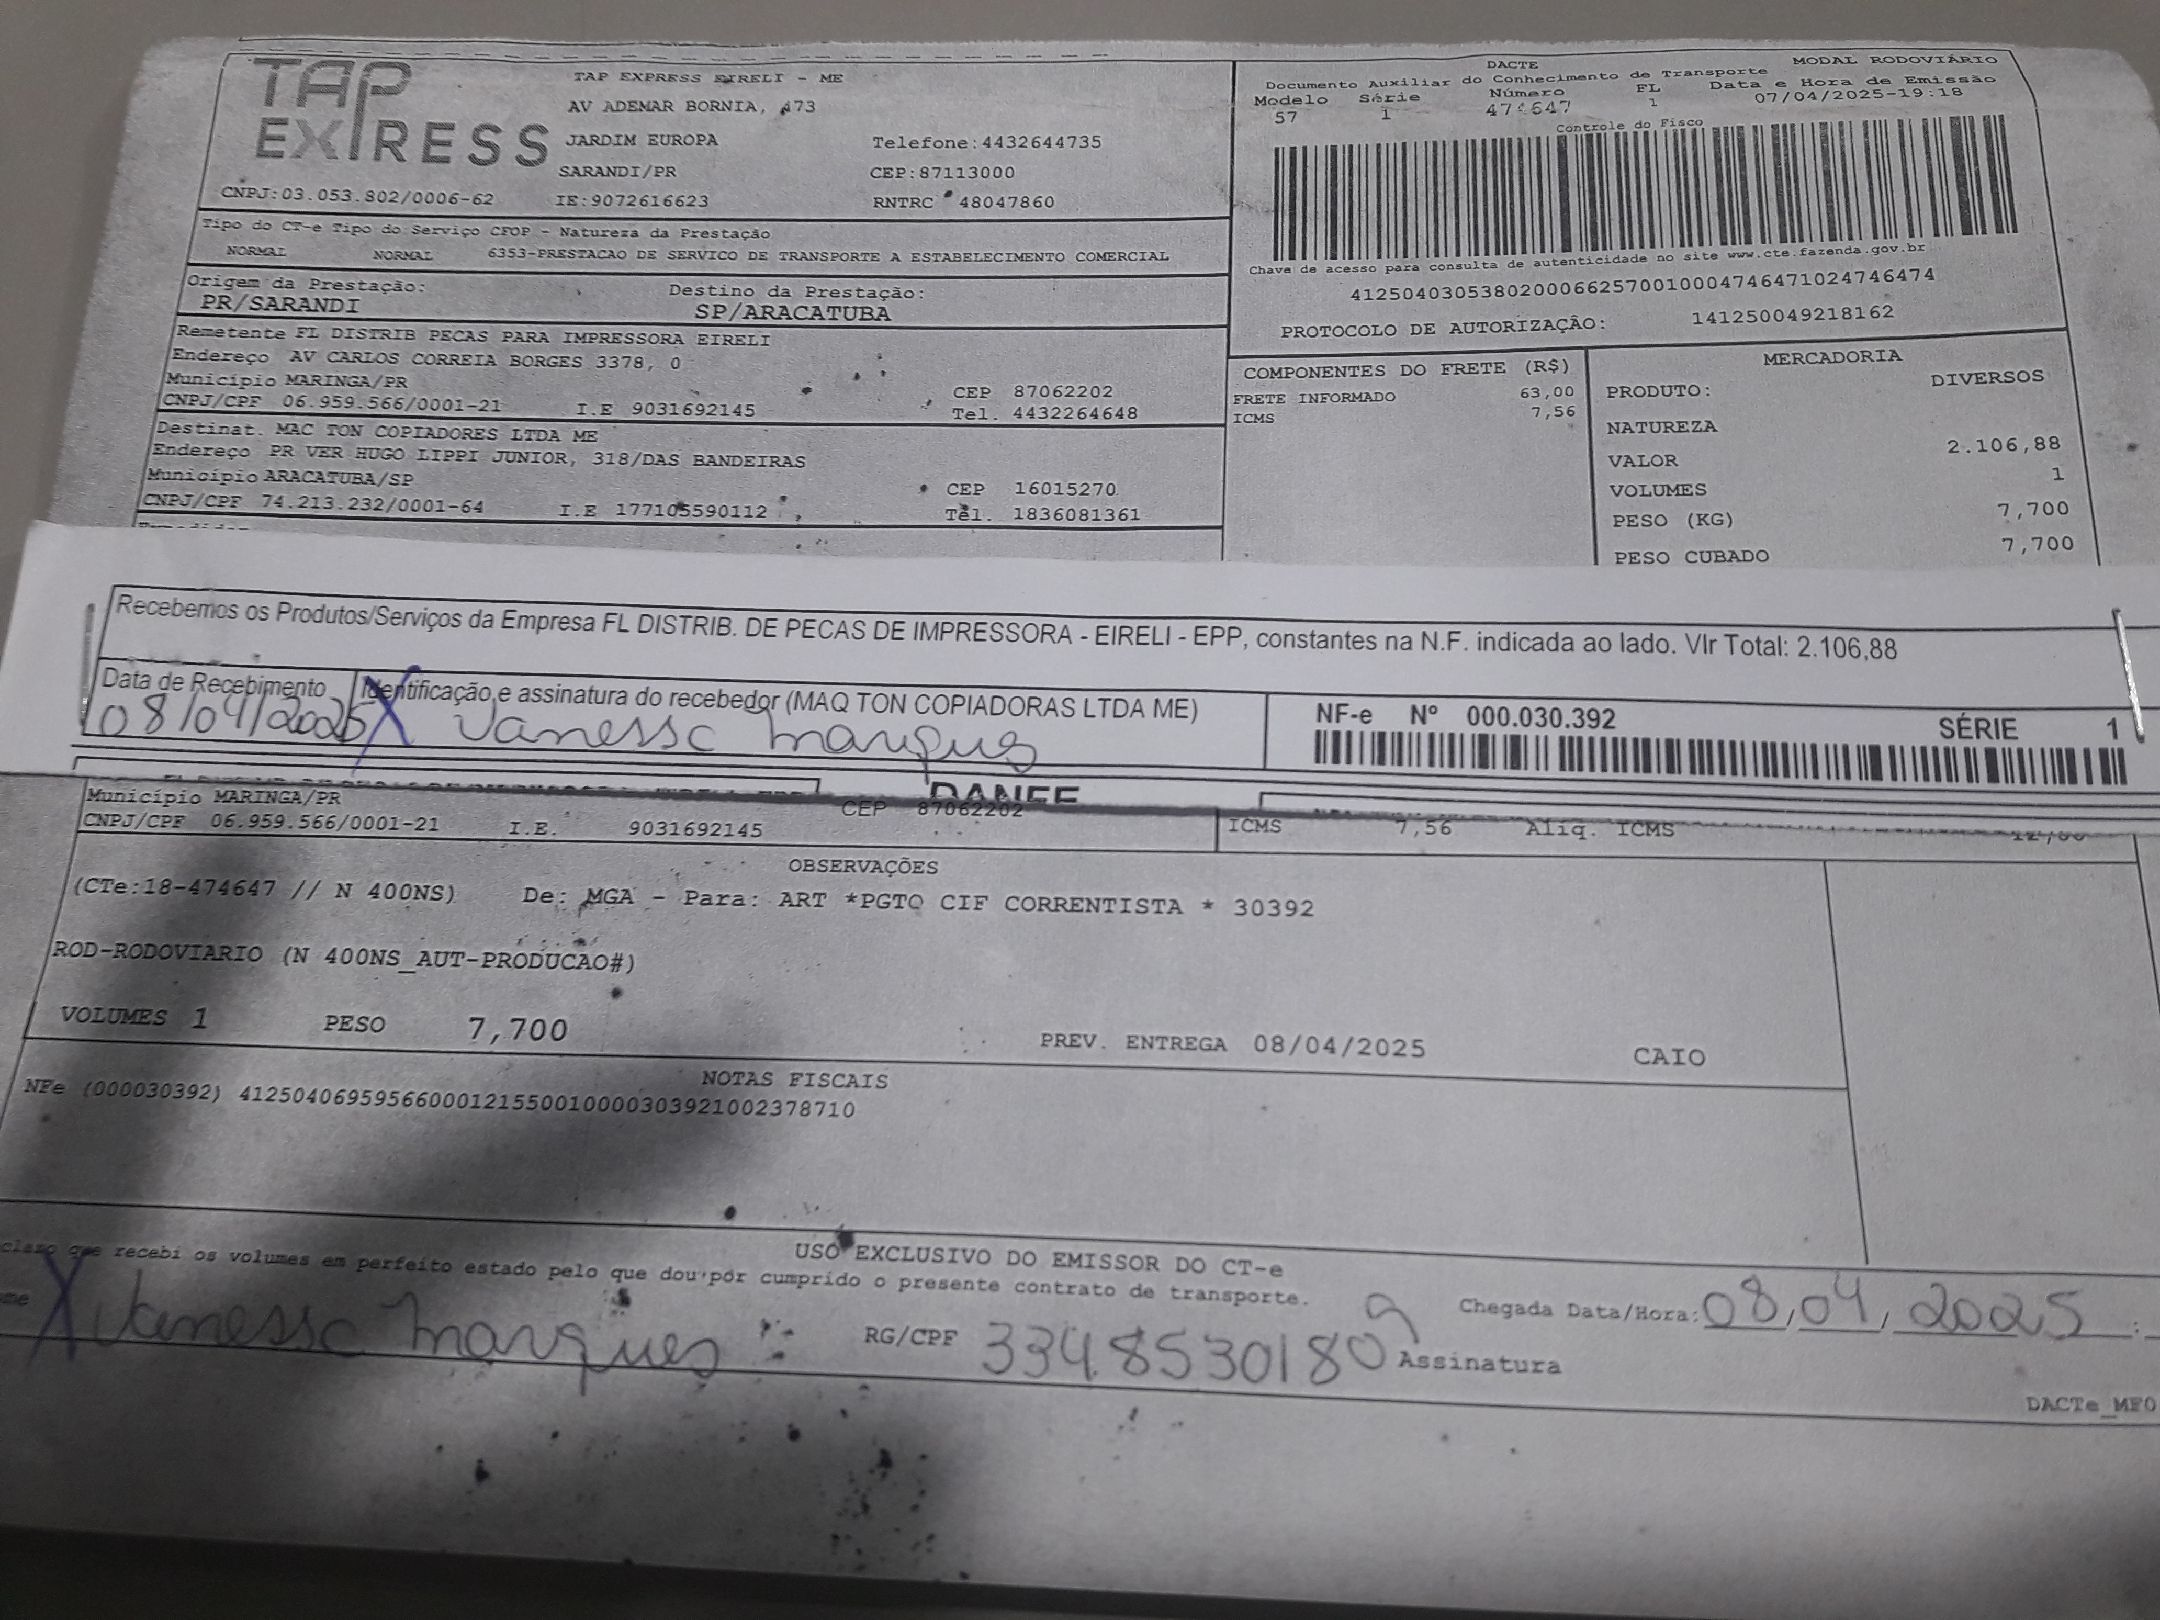 TAP EXPRESS
TAP EXPRESS EIRELI - ME
AV ADEMAR BORNIA, 473
JARDIM EUROPA Telefone:4432644735
SARANDI/PR CEP:87113000
CNPJ:03.053.802/0006-62 IE:9072616623 RNTRC 48047860
Tipo do CT-e Tipo do Serviço CFOP - Natureza da Prestação
NORMAL NORMAL 6353-PRESTACAO DE SERVICO DE TRANSPORTE A ESTABELECIMENTO COMERCIAL
Origem da Prestação: Destino da Prestação:
PR/SARANDI SP/ARACATUBA
Remetente FL DISTRIB PECAS PARA IMPRESSORA EIRELI
Endereço AV CARLOS CORREIA BORGES 3378, 0
Município MARINGA/PR CEP 87062202
CNPJ/CPF 06.959.566/0001-21 I.E 9031692145 Tel. 4432264648
Destinat. MAC TON COPIADORES LTDA ME
Endereço PR VER HUGO LIPPI JUNIOR, 318/DAS BANDEIRAS
Município ARACATUBA/SP CEP 16015270
CNPJ/CPF 74.213.232/0001-64 I.E 177105590112 Tel. 1836081361
DACTE MODAL RODOVIÁRIO
Documento Auxiliar do Conhecimento de Transporte
Modelo Série Número FL Data e Hora de Emissão
57 1 474647 1 07/04/2025-19:18
Controle do Fisco
Chave de acesso para consulta de autenticidade no site www.cte.fazenda.gov.br
41250403053802000662570010004746471024746474
PROTOCOLO DE AUTORIZAÇÃO: 141250049218162
COMPONENTES DO FRETE (R$)
FRETE INFORMADO 63,00
ICMS 7,56
MERCADORIA
PRODUTO: DIVERSOS
NATUREZA
VALOR 2.106,88
VOLUMES 1
PESO (KG) 7,700
PESO CUBADO 7,700
Recebemos os Produtos/Serviços da Empresa FL DISTRIB. DE PECAS DE IMPRESSORA - EIRELI - EPP, constantes na N.F. indicada ao lado. Vlr Total: 2.106,88
Data de Recebimento Identificação e assinatura do recebedor (MAQ TON COPIADORAS LTDA ME)
08/04/2025 X Vanessa Marques
NF-e Nº 000.030.392 SÉRIE 1
DANFE
Município MARINGA/PR CEP 87062202
CNPJ/CPF 06.959.566/0001-21 I.E. 9031692145
ICMS 7,56 Aliq. ICMS
OBSERVAÇÕES
(CTe:18-474647 // N 400NS) De: MGA - Para: ART *PGTO CIF CORRENTISTA * 30392
ROD-RODOVIARIO (N 400NS_AUT-PRODUCAO#)
VOLUMES 1 PESO 7,700 PREV. ENTREGA 08/04/2025 CAIO
NOTAS FISCAIS
NFe (000030392) 41250406959566000121550010000303921002378710
USO EXCLUSIVO DO EMISSOR DO CT-e
que recebi os volumes em perfeito estado pelo que dou por cumprido o presente contrato de transporte.
X Vanessa Marques RG/CPF 334.8530180 Assinatura
Chegada Data/Hora: 08/04/2025 :